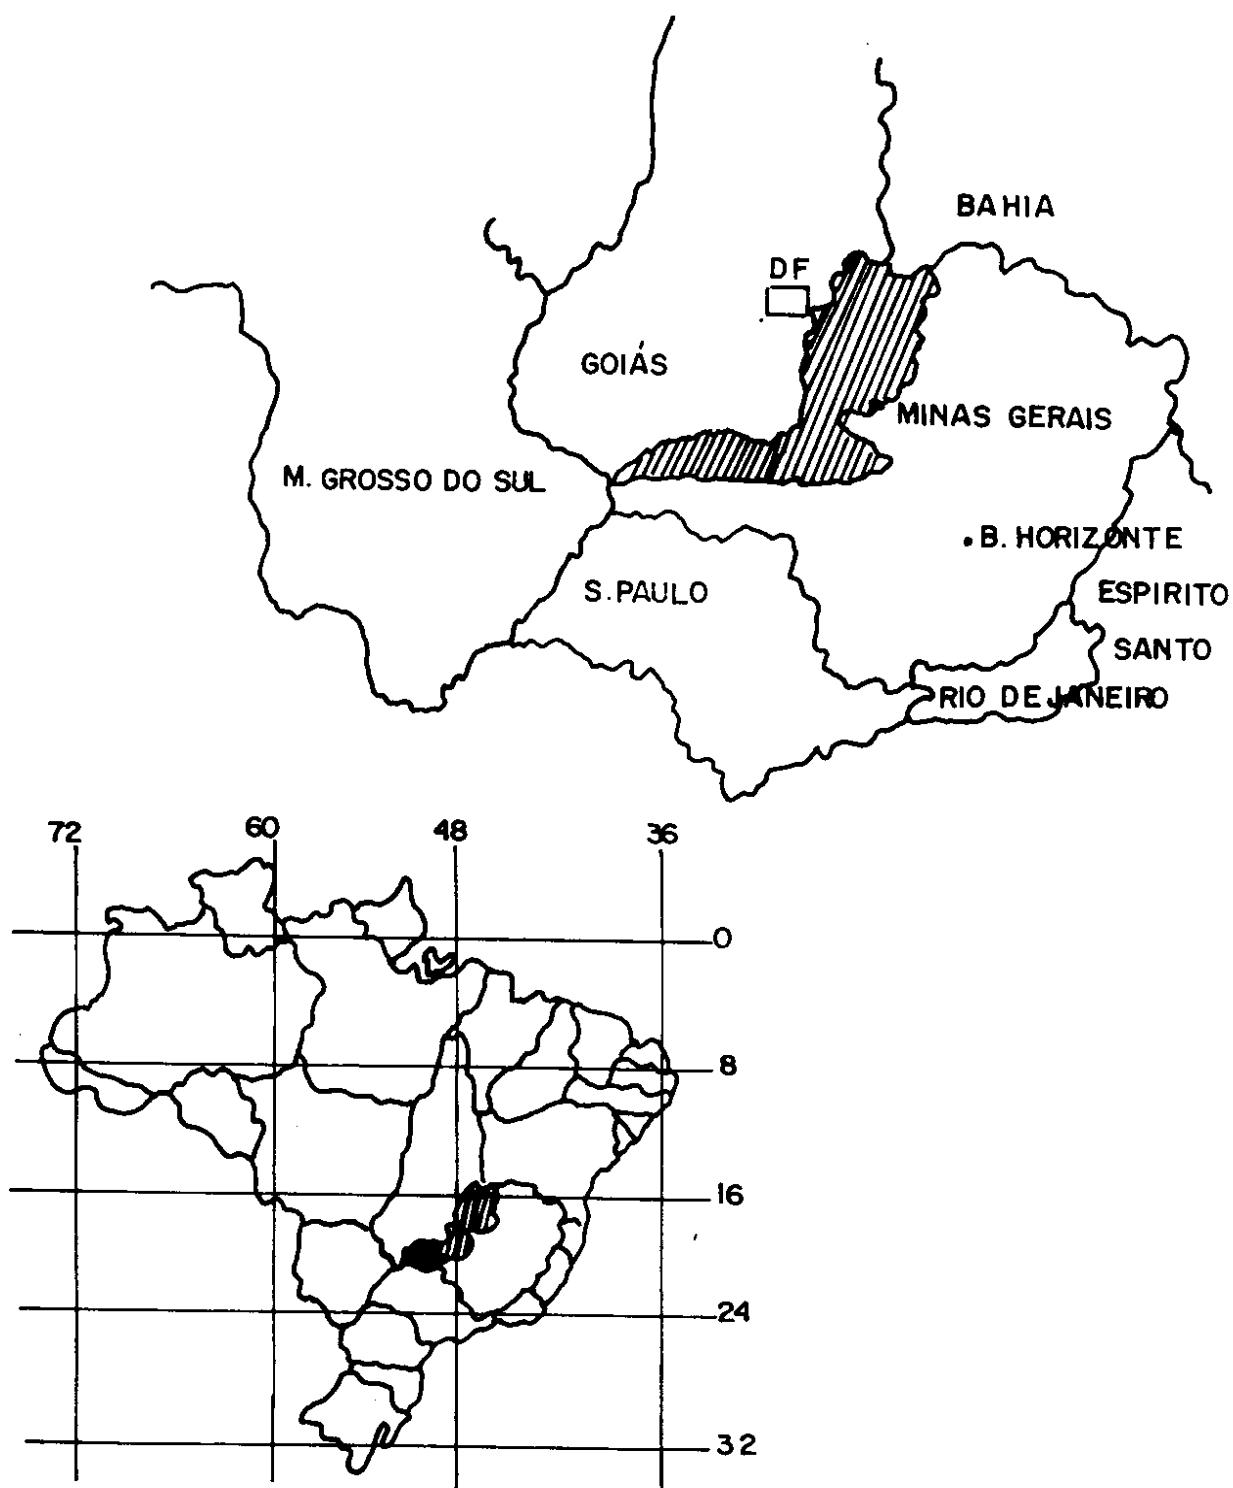 BAHIA
DF
GOIÁS
MINAS GERAIS
M. GROSSO DO SUL
B. HORIZONTE
S. PAULO
ESPIRITO
SANTO
RIO DE JANEIRO
72 60 48 36
0
8
16
24
32